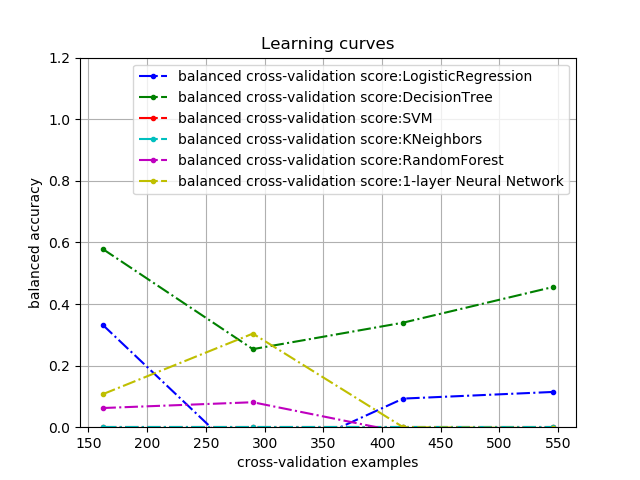 Learning curves
balanced cross-validation score:LogisticRegression
balanced cross-validation score:DecisionTree
balanced cross-validation score:SVM
balanced cross-validation score:KNeighbors
balanced cross-validation score:RandomForest
balanced cross-validation score:1-layer Neural Network
balanced accuracy
1.2
1.0
0.8
0.6
0.4
0.2
0.0
150 200 250 300 350 400 450 500 550
cross-validation examples